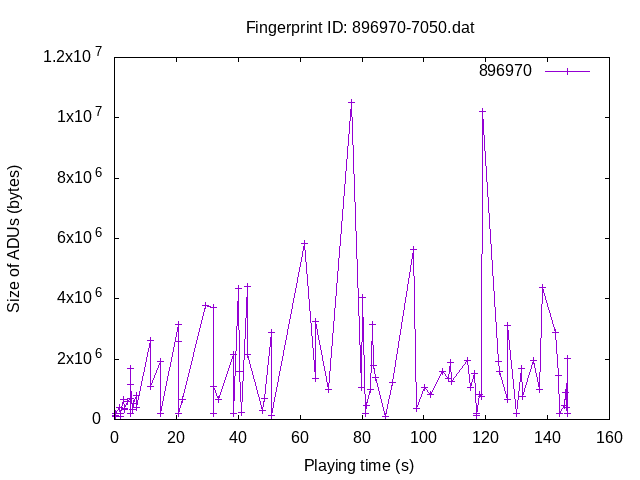 Fingerprint ID: 896970-7050.dat
896970
Size of ADUs (bytes)
1.2x10^7
1x10^7
8x10^6
6x10^6
4x10^6
2x10^6
0
0 20 40 60 80 100 120 140 160
Playing time (s)